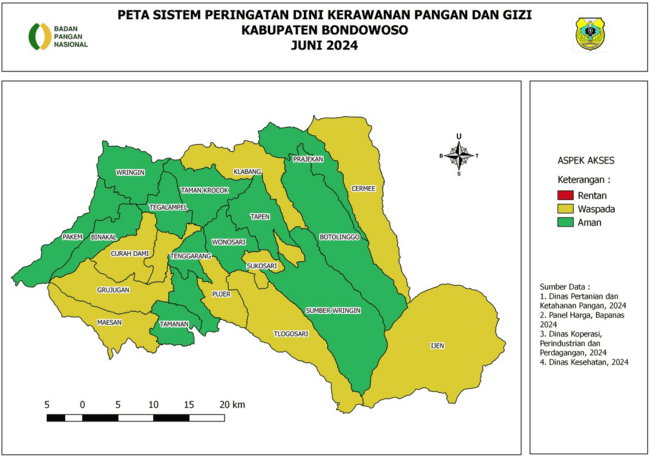 PETA SISTEM PERINGATAN DINI KERAWANAN PANGAN DAN GIZI
KABUPATEN BONDOWOSO
JUNI 2024
BADAN
PANGAN
NASIONAL
U
B T
S
PRAJEKAN
WRINGIN
KLABANG
CERMEE
TAMAN KROCOK
TEGALAMPEL
TAPEN
PAKEM
BINAKAL
BOTOLINGGO
WONOSARI
CURAH DAMI
TENGGARANG
SUKOSARI
GRUJUGAN
PUJER
SUMBER WRINGIN
MAESAN
TAMANAN
TLOGOSARI
IJEN
5 0 5 10 15 20 km
ASPEK AKSES
Keterangan :
Rentan
Waspada
Aman
Sumber Data :
1. Dinas Pertanian dan
Ketahanan Pangan, 2024
2. Panel Harga, Bapanas
2024
3. Dinas Koperasi,
Perindustrian dan
Perdagangan, 2024
4. Dinas Kesehatan, 2024